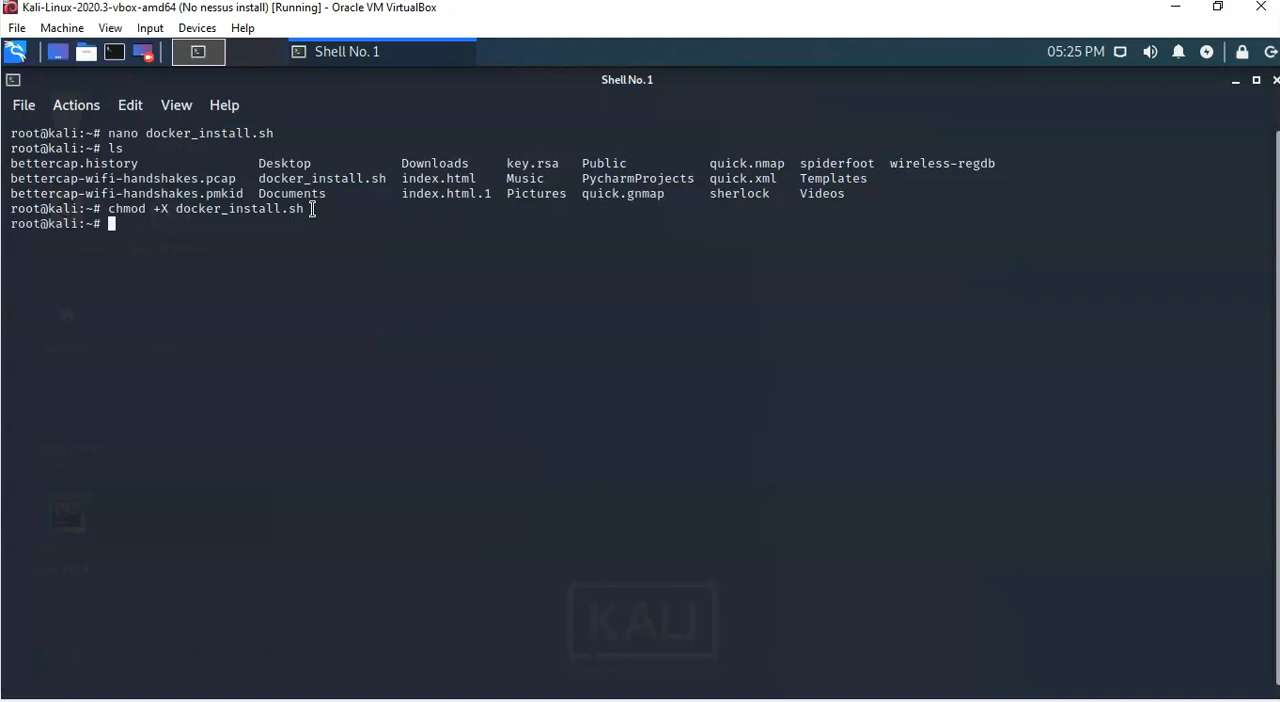 Kali-Linux-2020.3-vbox-amd64 (No nessus install) [Running] - Oracle VM VirtualBox
File Machine View Input Devices Help
Shell No. 1 05:25 PM
Shell No. 1
File Actions Edit View Help
root@kali:~# nano docker_install.sh
root@kali:~# ls
bettercap.history Desktop Downloads key.rsa Public quick.nmap spiderfoot wireless-regdb
bettercap-wifi-handshakes.pcap docker_install.sh index.html Music PycharmProjects quick.xml Templates
bettercap-wifi-handshakes.pmkid Documents index.html.1 Pictures quick.gnmap sherlock Videos
root@kali:~# chmod +X docker_install.sh
root@kali:~#
KALI